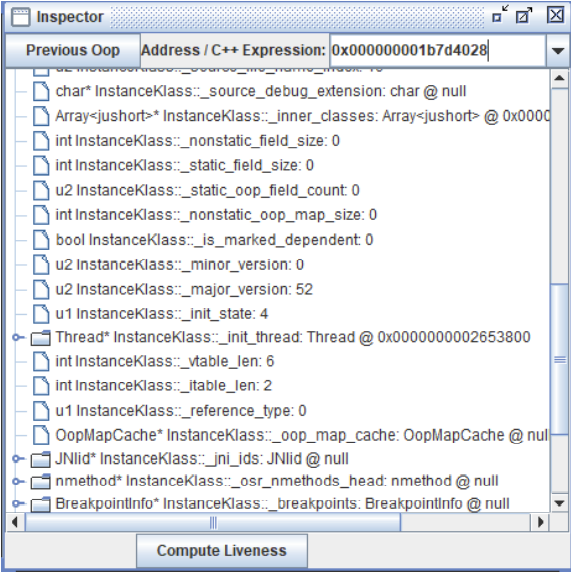 Inspector
Previous Oop Address / C++ Expression: 0x000000001b7d4028
char* InstanceKlass::_source_debug_extension: char @ null
Array<jushort>* InstanceKlass::_inner_classes: Array<jushort> @ 0x0000
int InstanceKlass::_nonstatic_field_size: 0
int InstanceKlass::_static_field_size: 0
u2 InstanceKlass::_static_oop_field_count: 0
int InstanceKlass::_nonstatic_oop_map_size: 0
bool InstanceKlass::_is_marked_dependent: 0
u2 InstanceKlass::_minor_version: 0
u2 InstanceKlass::_major_version: 52
u1 InstanceKlass::_init_state: 4
Thread* InstanceKlass::_init_thread: Thread @ 0x0000000002653800
int InstanceKlass::_vtable_len: 6
int InstanceKlass::_itable_len: 2
u1 InstanceKlass::_reference_type: 0
OopMapCache* InstanceKlass::_oop_map_cache: OopMapCache @ nul
JNIid* InstanceKlass::_jni_ids: JNIid @ null
nmethod* InstanceKlass::_osr_nmethods_head: nmethod @ null
BreakpointInfo* InstanceKlass::_breakpoints: BreakpointInfo @ null
Compute Liveness